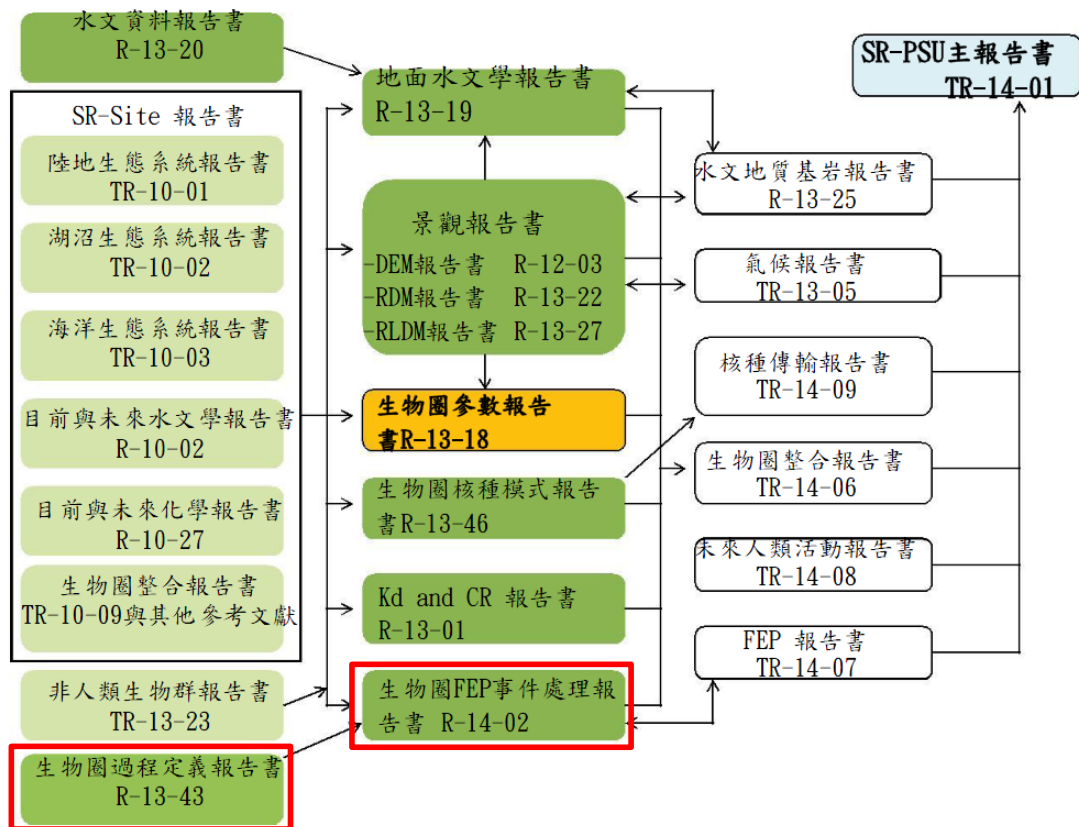 水文資料報告書
R-13-20
SR-Site 報告書
陸地生態系統報告書
TR-10-01
湖沼生態系統報告書
TR-10-02
海洋生態系統報告書
TR-10-03
目前與未來水文學報告書
R-10-02
目前與未來化學報告書
R-10-27
生物圈整合報告書
TR-10-09與其他參考文獻
非人類生物群報告書
TR-13-23
生物圈過程定義報告書
R-13-43
地面水文學報告書
R-13-19
景觀報告書
-DEM報告書 R-12-03
-RDM報告書 R-13-22
-RLDM報告書 R-13-27
生物圈參數報告
書R-13-18
生物圈核種模式報告
書R-13-46
Kd and CR 報告書
R-13-01
生物圈FEP事件處理報
告書 R-14-02
SR-PSU主報告書
TR-14-01
水文地質基岩報告書
R-13-25
氣候報告書
TR-13-05
核種傳輸報告書
TR-14-09
生物圈整合報告書
TR-14-06
未來人類活動報告書
TR-14-08
FEP 報告書
TR-14-07